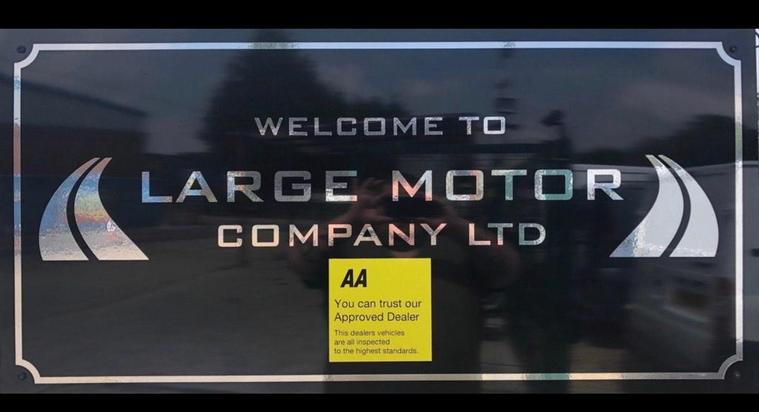 WELCOME TO
LARGE MOTOR
COMPANY LTD
AA
You can trust our
Approved Dealer
This dealers vehicles
are all inspected
to the highest standards.